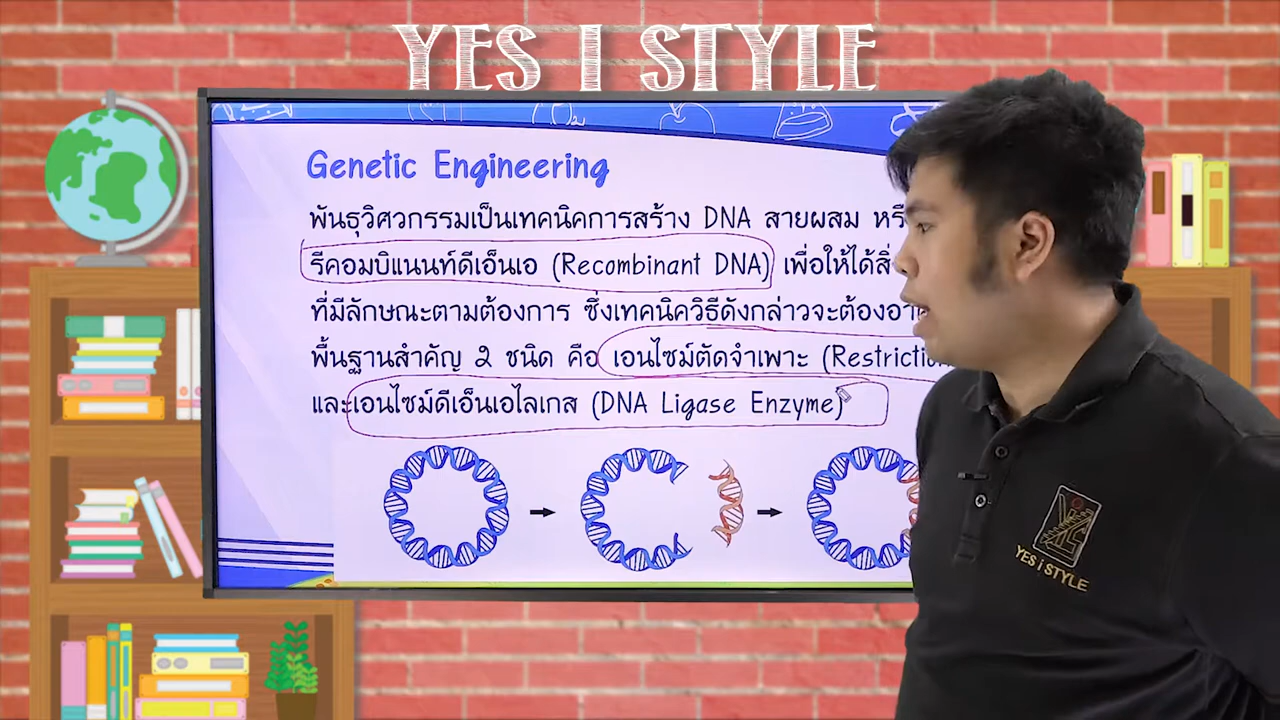 YES I STYLE
Genetic Engineering
พันธุวิศวกรรมเป็นเทคนิคการสร้าง DNA สายผสม
รีคอมบิแนนท์ดีเอ็นเอ (Recombinant DNA) เพื่อให้ได้
ที่มีลักษณะตามต้องการ ซึ่งเทคนิควิธีดังกล่าวจะต้อง
พื้นฐานสำคัญ 2 ชนิด คือ เอนไซม์ตัดจำเพาะ (Restriction
และเอนไซม์ดีเอ็นเอไลเกส (DNA Ligase Enzyme)
YES i STYLE